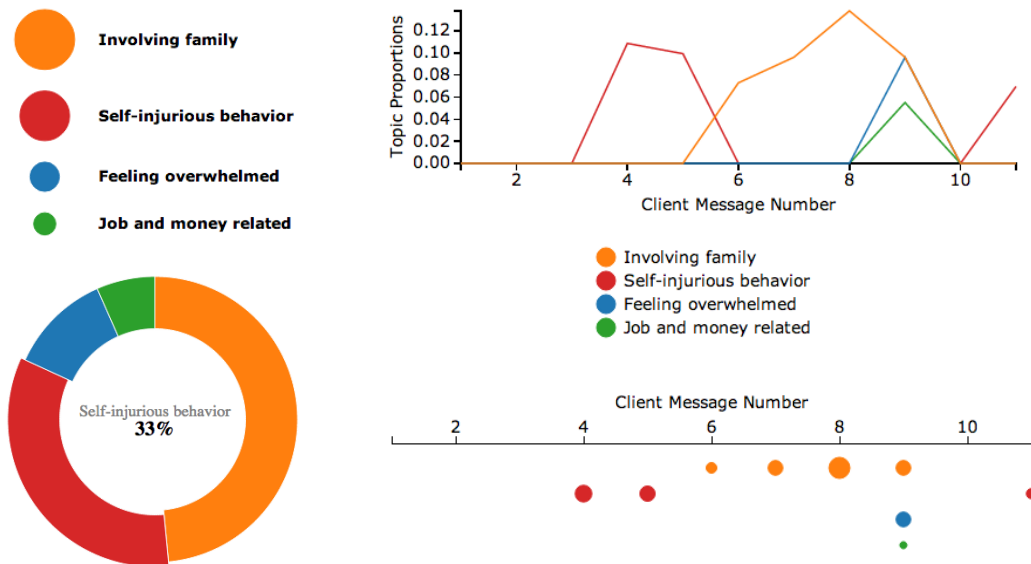 Involving family
Self-injurious behavior
Feeling overwhelmed
Job and money related
Self-injurious behavior
33%
Topic Proportions
0.12
0.10
0.08
0.06
0.04
0.02
0.00
2 4 6 8 10
Client Message Number
Involving family
Self-injurious behavior
Feeling overwhelmed
Job and money related
Client Message Number
2 4 6 8 10